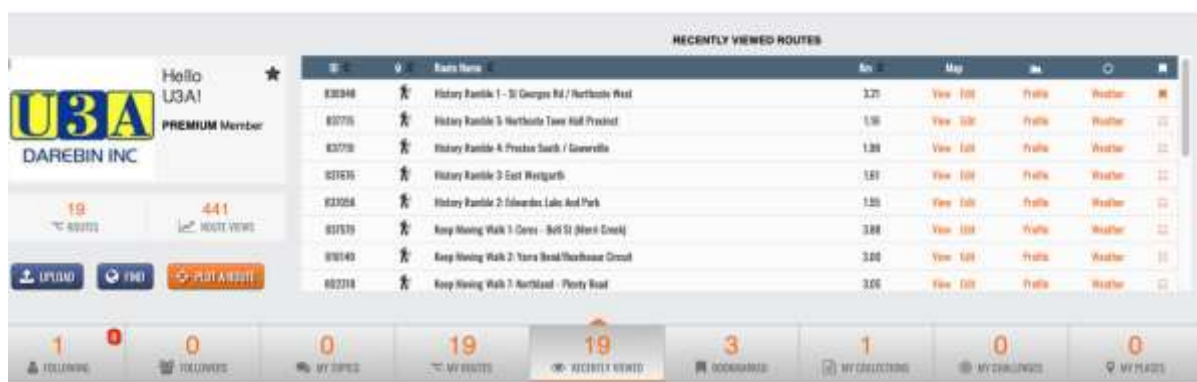 RECENTLY VIEWED ROUTES
Hello
U3A!
PREMIUM Member
U3A
DAREBIN INC
19
ROUTES
441
ROUTE VIEWS
UPLOAD
FIND
PLOT A ROUTE
Route Name Km Map
History Ramble 1 - St Georges Rd / Northcote West 3.21 View Edit Profile Weather
History Ramble 5: Northcote Town Hall Precinct View Edit Profile Weather
History Ramble 4: Preston South / View Edit Profile Weather
History Ramble 3: East Westgarth View Edit Profile Weather
History Ramble 2: Edwardes Lake And Park View Edit Profile Weather
Keep Moving Walk 1: Ceres - Bell St (Merri Creek) View Edit Profile Weather
Keep Moving Walk 2: Yarra Bend/Boathouse Circuit 3.00 View Edit Profile Weather
Keep Moving Walk 7: Northland - Plenty Road View Edit Profile Weather
1
FOLLOWING
0
FOLLOWERS
0
MY TOPICS
19
MY ROUTES
19
RECENTLY VIEWED
3
BOOKMARKED
1
MY COLLECTIONS
0
MY CHALLENGES
0
MY PLACES